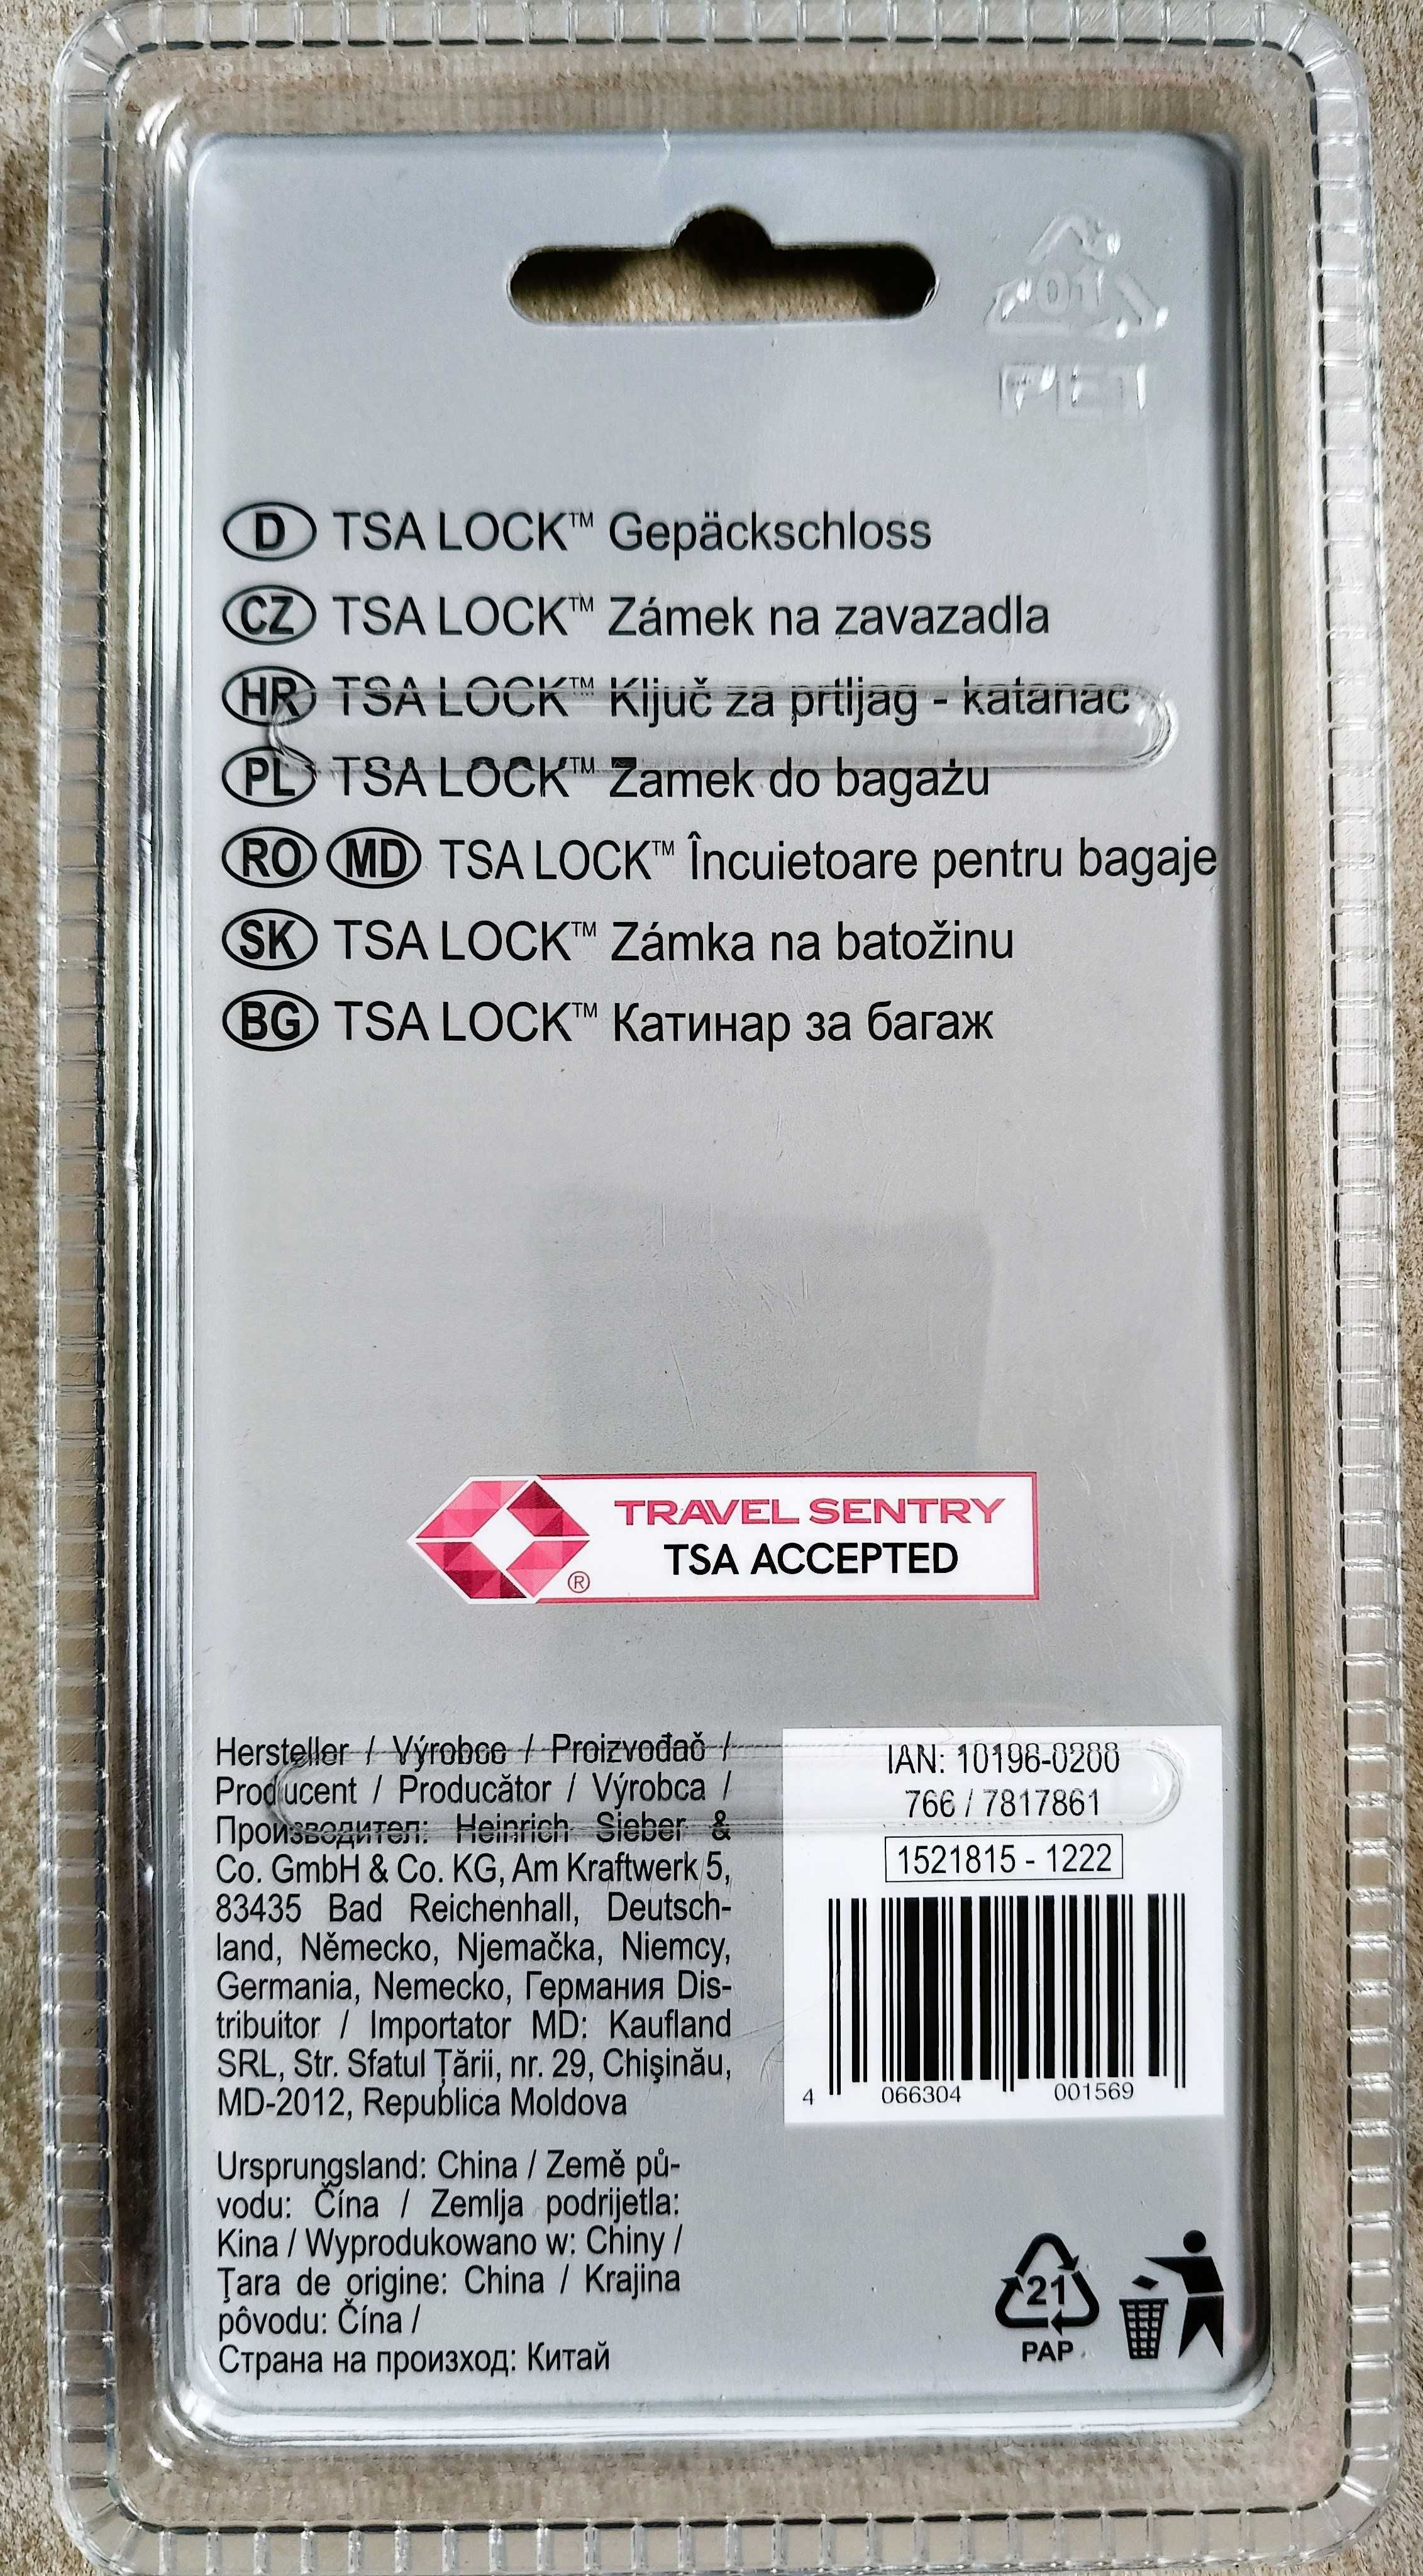 01
PET
D TSA LOCK™ Gepäckschloss
CZ TSA LOCK™ Zámek na zavazadla
HR TSA LOCK™ Ključ za prtljag - katanac
PL TSA LOCK™ Zamek do bagażu
RO MD TSA LOCK™ Încuietoare pentru bagaje
SK TSA LOCK™ Zámka na batožinu
BG TSA LOCK™ Катинар за багаж
TRAVEL SENTRY
TSA ACCEPTED
®
Hersteller / Výrobce / Proizvođač /
Producent / Producător / Výrobca /
Производител: Heinrich Sieber &
Co. GmbH & Co. KG, Am Kraftwerk 5,
83435 Bad Reichenhall, Deutsch-
land, Německo, Njemačka, Niemcy,
Germania, Nemecko, Германия Dis-
tribuitor / Importator MD: Kaufland
SRL, Str. Sfatul Țării, nr. 29, Chişinău,
MD-2012, Republica Moldova
Ursprungsland: China / Země pů-
vodu: Čína / Zemlja podrijetla:
Kina / Wyprodukowano w: Chiny /
Ţara de origine: China / Krajina
pôvodu: Čína /
Страна на произход: Китай
IAN: 10196-0200
766 / 7817861
1521815 - 1222
4 066304 001569
21
PAP